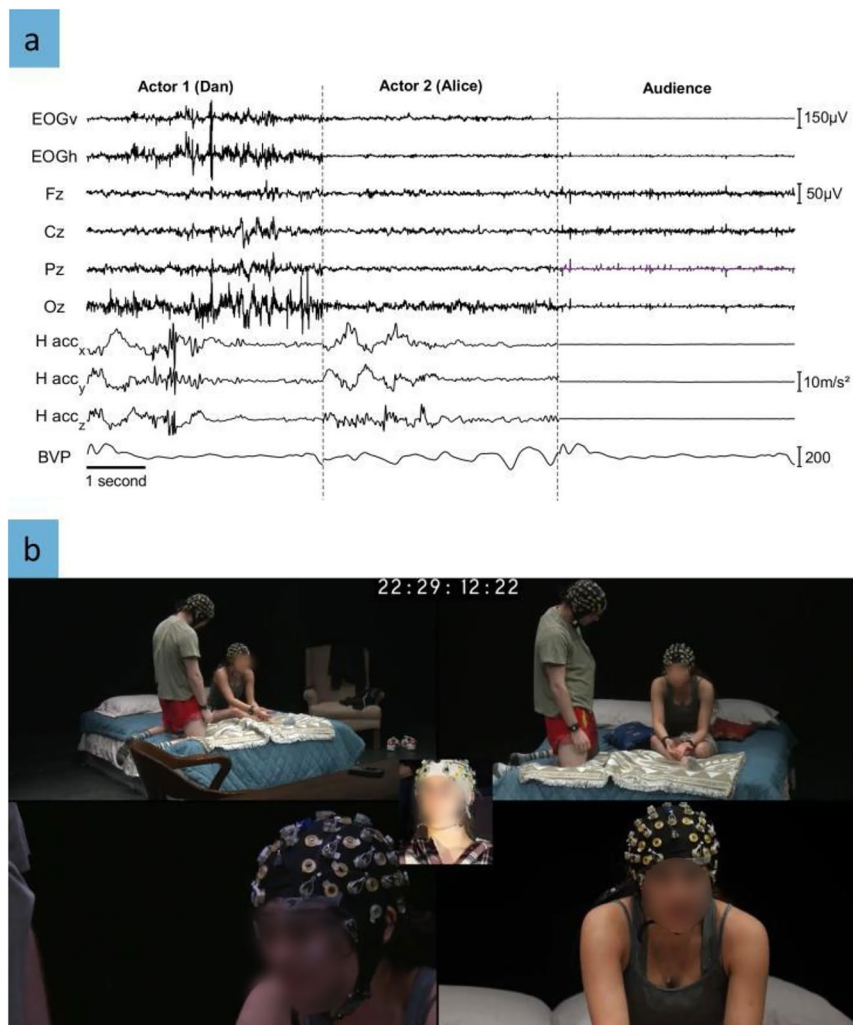 a
Actor 1 (Dan) Actor 2 (Alice) Audience
EOGv 150µV
EOGh
Fz 50µV
Cz
Pz
Oz
H accx
H accy 10m/s²
H accz
BVP 200
1 second
b
22:29:12:22